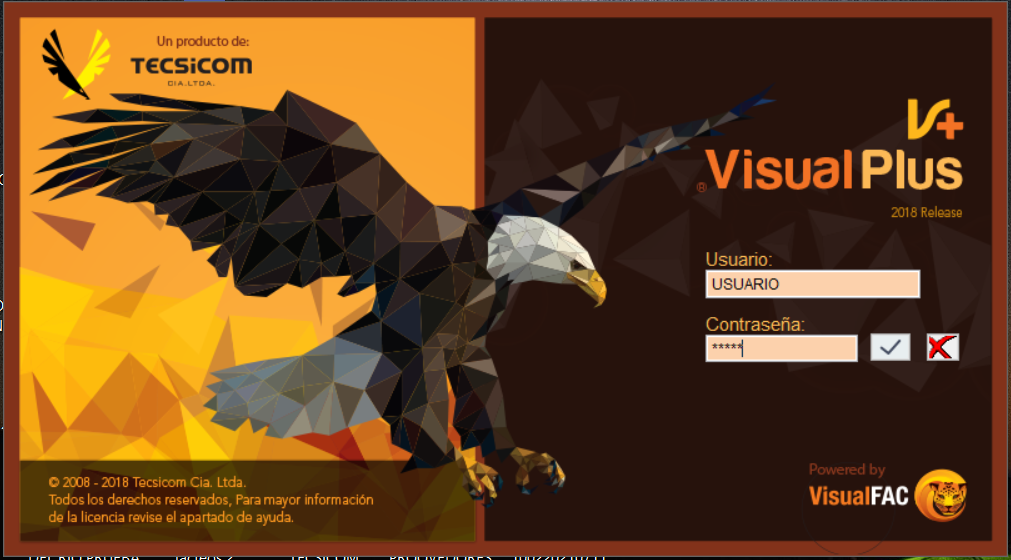 Un producto de:
TECSICOM
CIA.LTDA.
V+
®VisualPlus
2018 Release
Usuario:
USUARIO
Contraseña:
*****
Powered by
VisualFAC
© 2008 - 2018 Tecsicom Cia. Ltda.
Todos los derechos reservados, Para mayor información
de la licencia revise el apartado de ayuda.